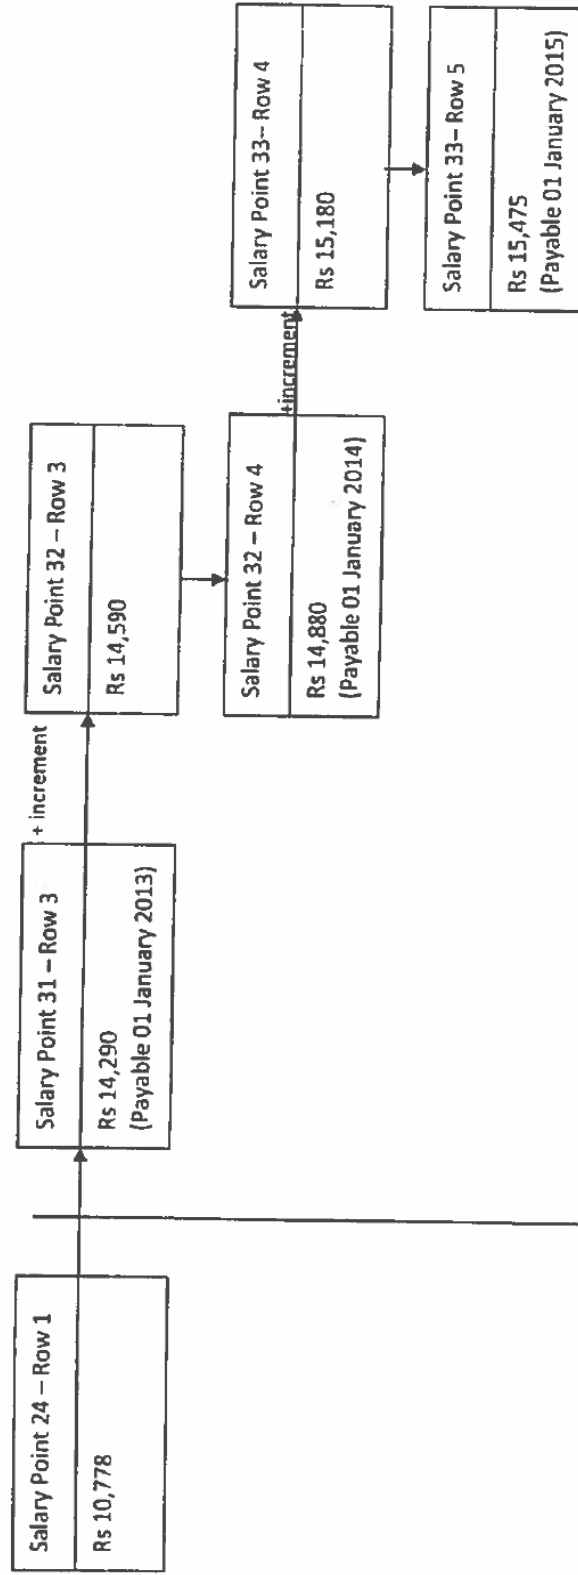 Salary Point 24 – Row 1
Rs 10,778
Salary Point 31 – Row 3
Rs 14,290
(Payable 01 January 2013)
+ increment
Salary Point 32 – Row 3
Rs 14,590
Salary Point 32 – Row 4
Rs 14,880
(Payable 01 January 2014)
+increment
Salary Point 33– Row 4
Rs 15,180
Salary Point 33– Row 5
Rs 15,475
(Payable 01 January 2015)